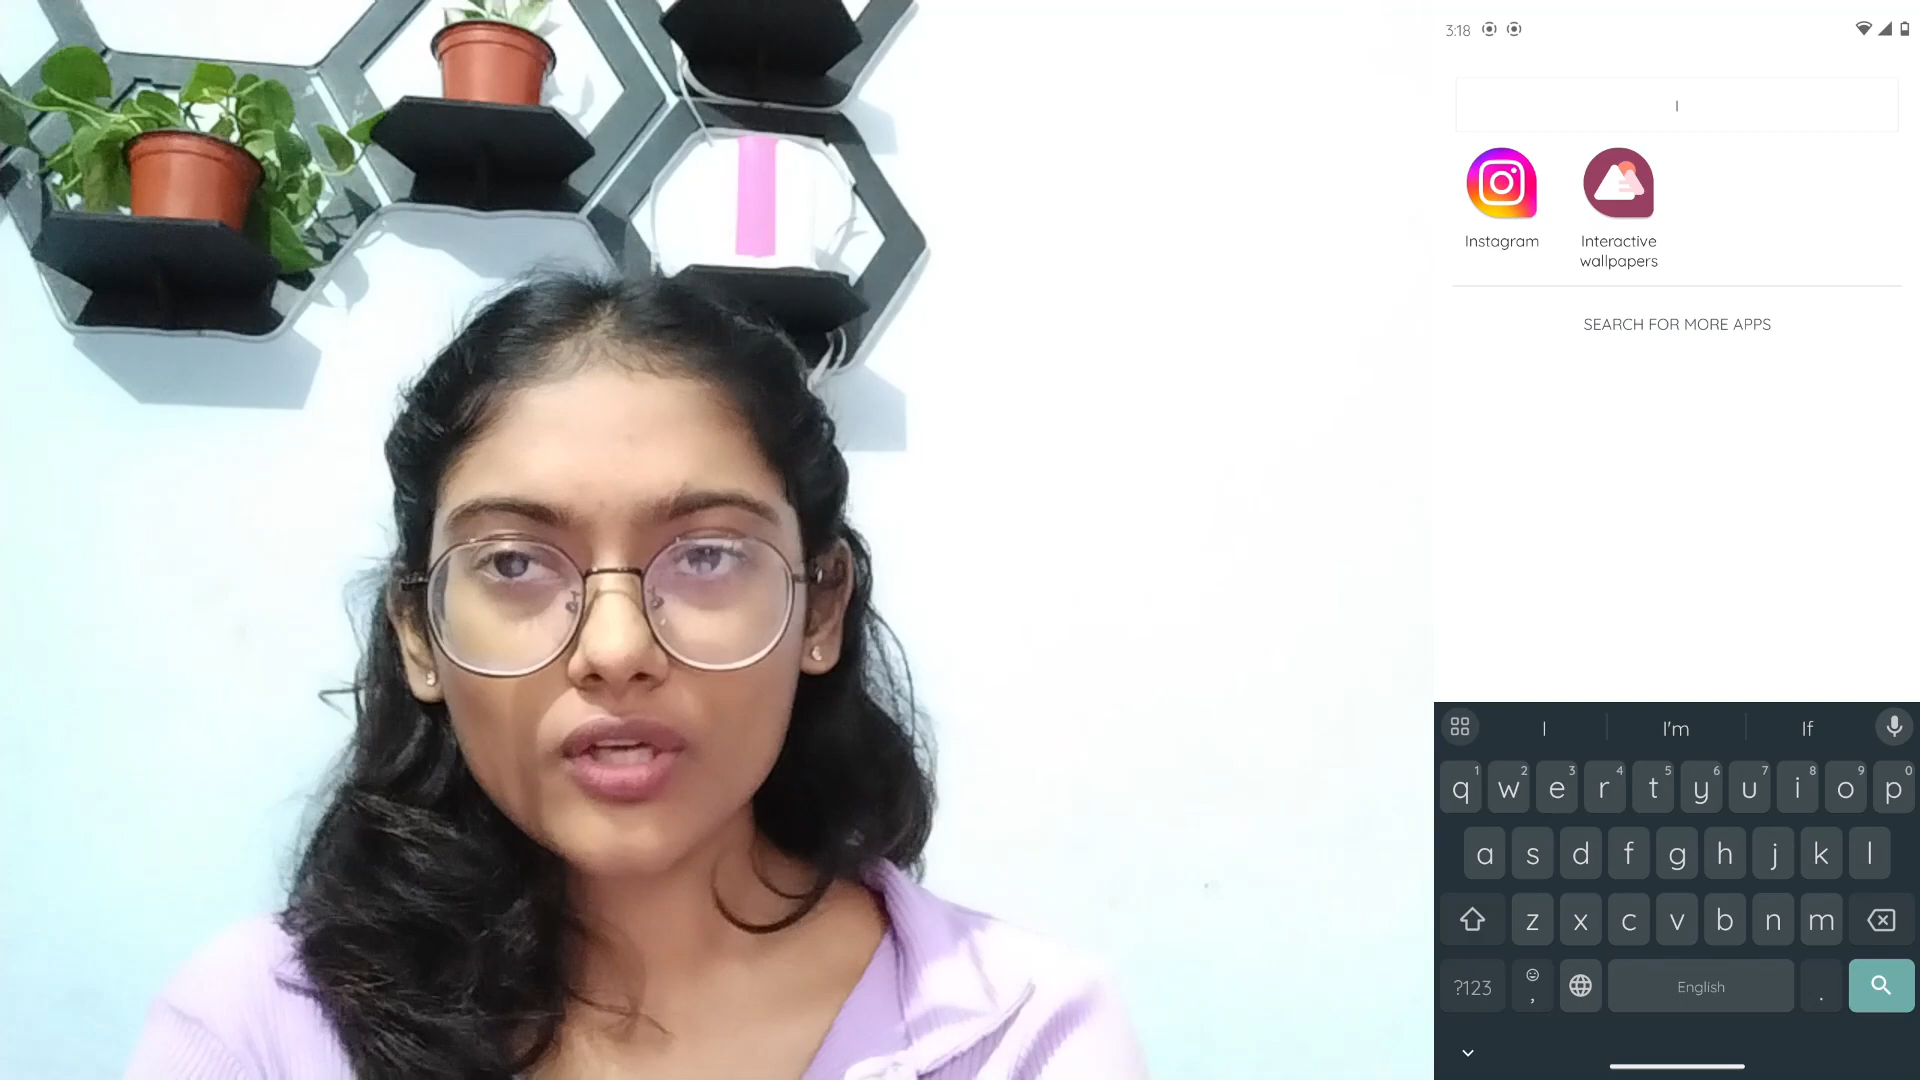 3:18
I
Instagram
Interactive
wallpapers
SEARCH FOR MORE APPS
I I'm If
1 2 3 4 5 6 7 8 9 0
q w e r t y u i o p
a s d f g h j k l
z x c v b n m
?123 , English .